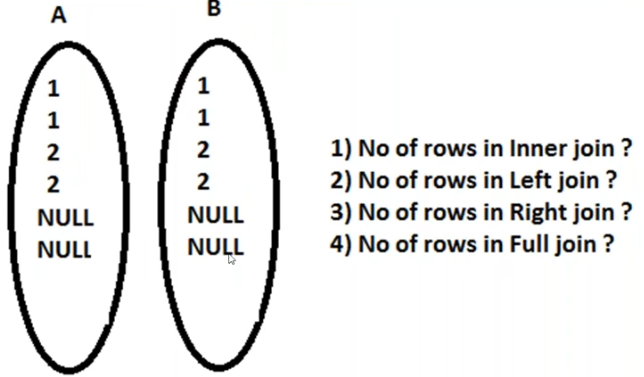 A B
1 1
1 1
2 2
2 2
NULL NULL
NULL NULL
1) No of rows in Inner join ?
2) No of rows in Left join ?
3) No of rows in Right join ?
4) No of rows in Full join ?